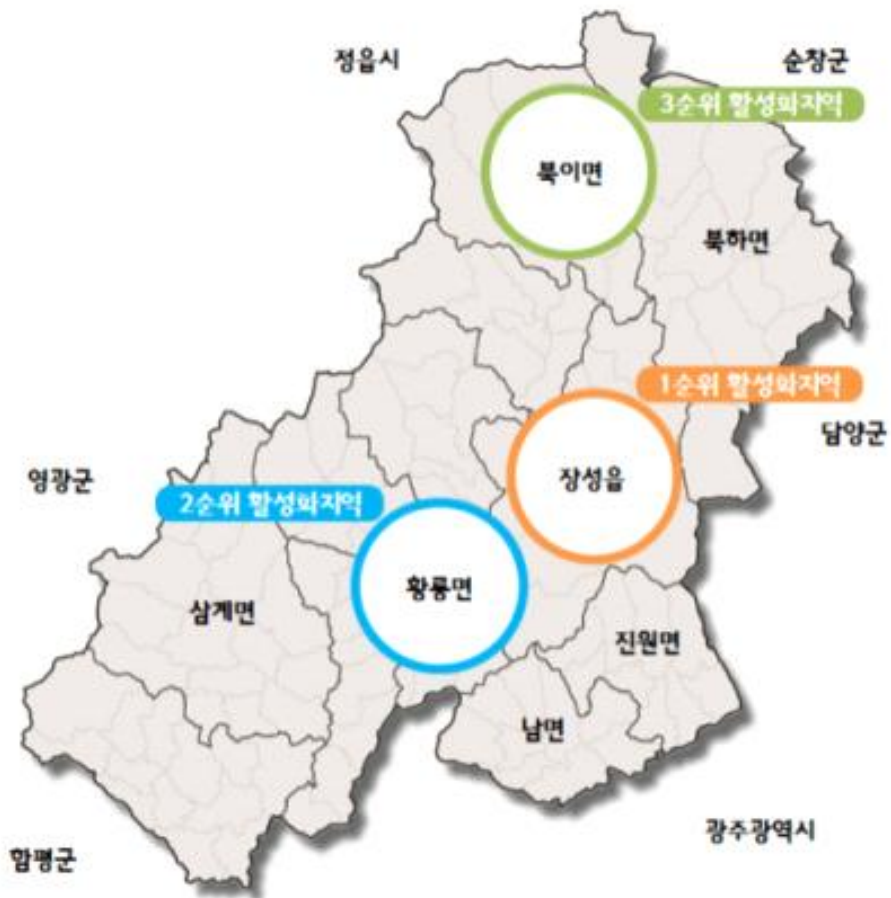 정읍시
순창군
3순위 활성화지역
북이면
북하면
1순위 활성화지역
담양군
영광군
장성읍
2순위 활성화지역
황룡면
삼계면
진원면
남면
광주광역시
함평군